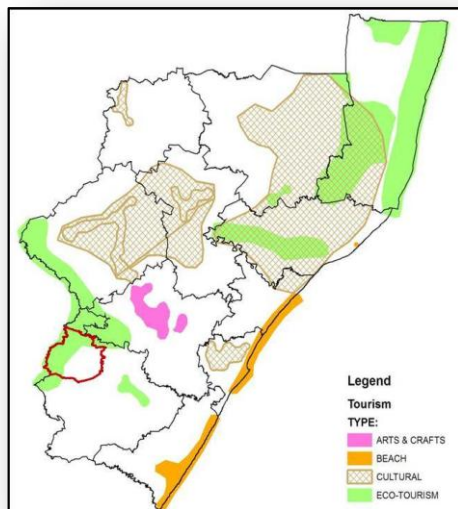 Legend
Tourism
TYPE:
ARTS & CRAFTS
BEACH
CULTURAL
ECO-TOURISM